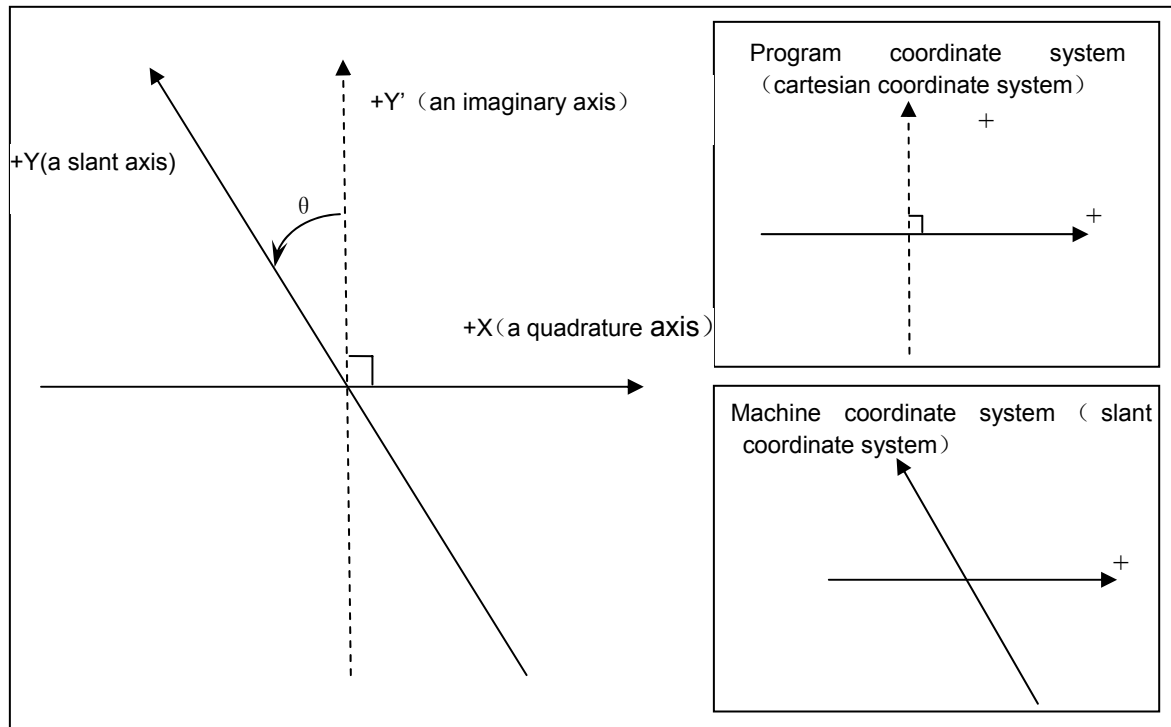 +Y’（an imaginary axis）
+Y(a slant axis)
θ
+X（a quadrature axis）
Program coordinate system
（cartesian coordinate system）
+
+
Machine coordinate system （ slant
coordinate system）
+